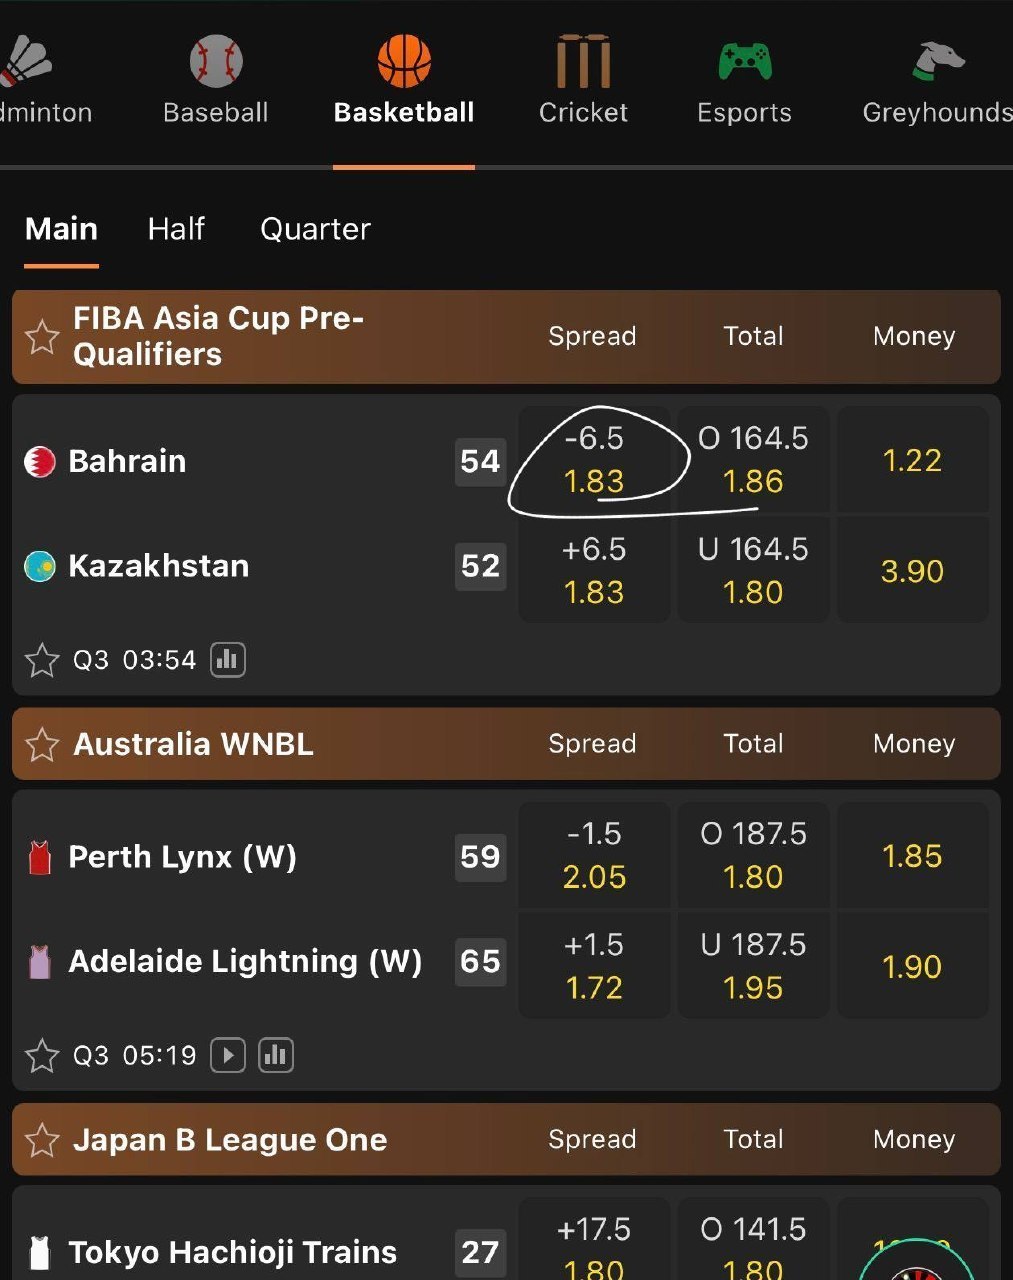 dminton Baseball Basketball Cricket Esports Greyhounds
Main Half Quarter
FIBA Asia Cup Pre-
Qualifiers
Spread Total Money
Bahrain 54 -6.5 O 164.5 1.22
1.83 1.86
Kazakhstan 52 +6.5 U 164.5 3.90
1.83 1.80
Q3 03:54
Australia WNBL Spread Total Money
Perth Lynx (W) 59 -1.5 O 187.5 1.85
2.05 1.80
Adelaide Lightning (W) 65 +1.5 U 187.5 1.90
1.72 1.95
Q3 05:19
Japan B League One Spread Total Money
Tokyo Hachioji Trains 27 +17.5 O 141.5
1.80 1.80